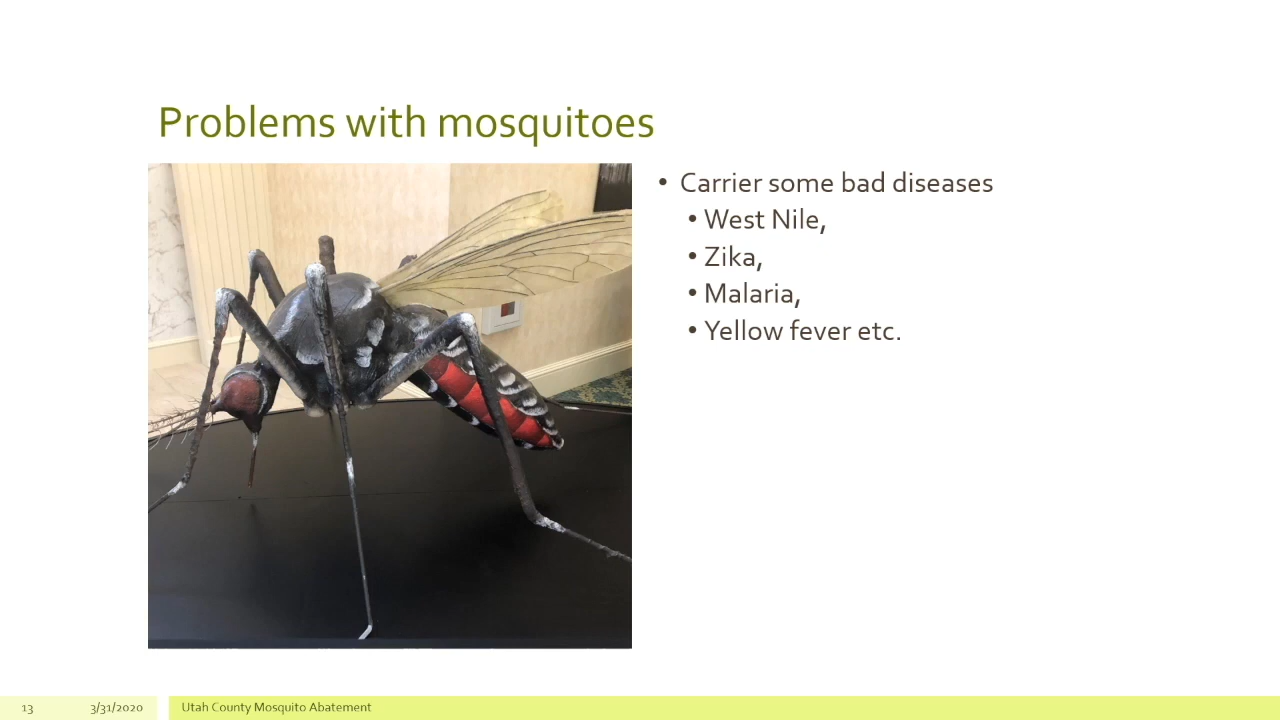 Problems with mosquitoes
• Carrier some bad diseases
• West Nile,
• Zika,
• Malaria,
• Yellow fever etc.
13 3/31/2020 Utah County Mosquito Abatement